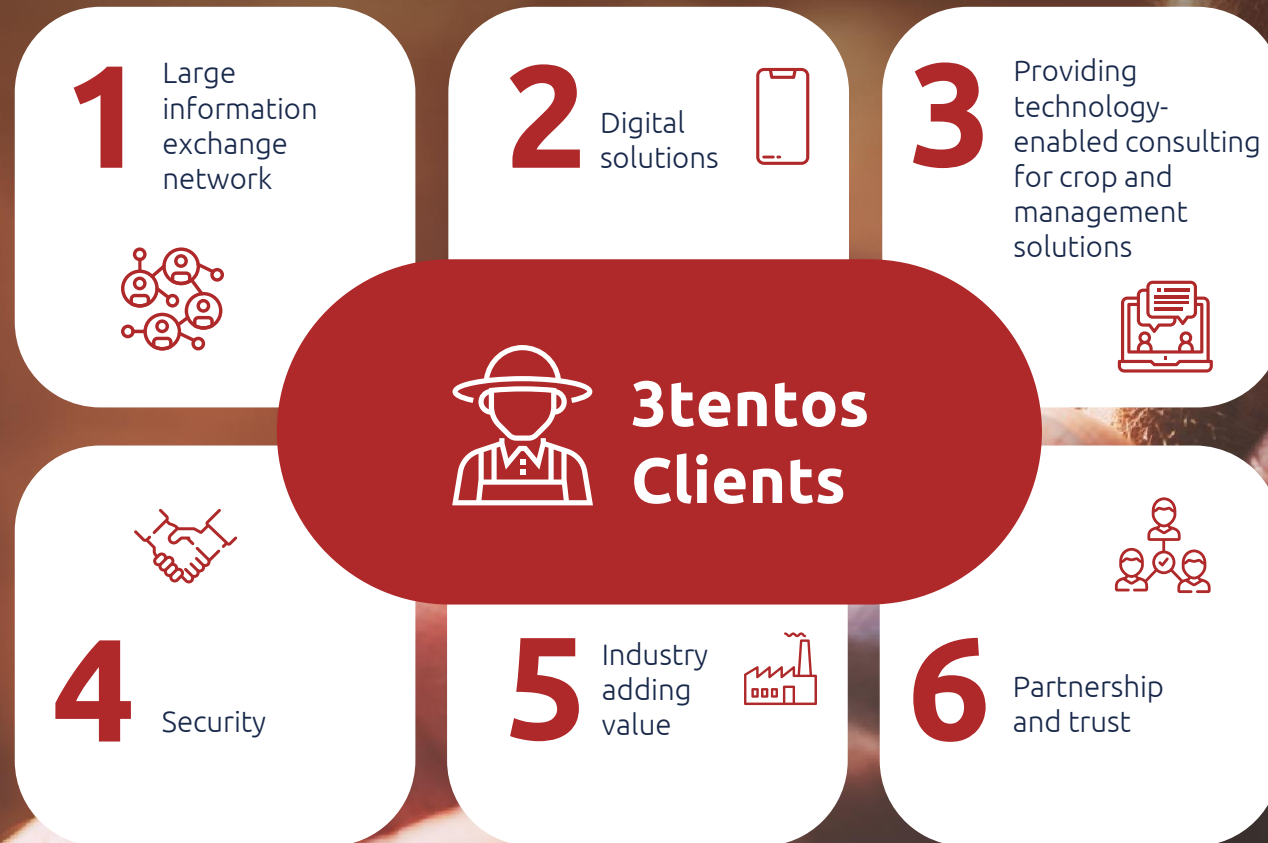 1
Large
information
exchange
network
2
Digital
solutions
3
Providing
technology-
enabled consulting
for crop and
management
solutions
3tentos
Clients
4
Security
5
Industry
adding
value
6
Partnership
and trust